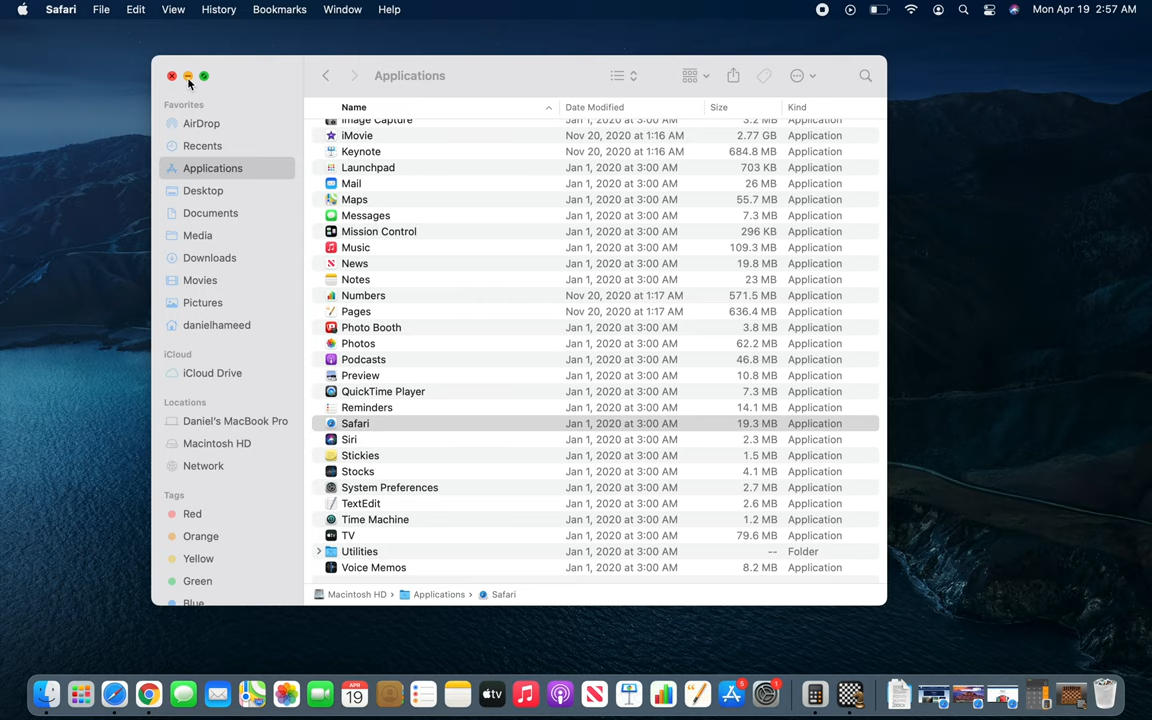 Safari File Edit View History Bookmarks Window Help Mon Apr 19 2:57 AM
Applications
Favorites
AirDrop
Recents
Applications
Desktop
Documents
Media
Downloads
Movies
Pictures
danielhameed
iCloud
iCloud Drive
Locations
Daniel's MacBook Pro
Macintosh HD
Network
Tags
Red
Orange
Yellow
Green
Blue
Name Date Modified Size Kind
Image Capture Jan 1, 2020 at 3:00 AM 3.2 MB Application
iMovie Nov 20, 2020 at 1:16 AM 2.77 GB Application
Keynote Nov 20, 2020 at 1:16 AM 684.8 MB Application
Launchpad Jan 1, 2020 at 3:00 AM 703 KB Application
Mail Jan 1, 2020 at 3:00 AM 26 MB Application
Maps Jan 1, 2020 at 3:00 AM 55.7 MB Application
Messages Jan 1, 2020 at 3:00 AM 7.3 MB Application
Mission Control Jan 1, 2020 at 3:00 AM 296 KB Application
Music Jan 1, 2020 at 3:00 AM 109.3 MB Application
News Jan 1, 2020 at 3:00 AM 19.8 MB Application
Notes Jan 1, 2020 at 3:00 AM 23 MB Application
Numbers Nov 20, 2020 at 1:17 AM 571.5 MB Application
Pages Nov 20, 2020 at 1:17 AM 636.4 MB Application
Photo Booth Jan 1, 2020 at 3:00 AM 3.8 MB Application
Photos Jan 1, 2020 at 3:00 AM 62.2 MB Application
Podcasts Jan 1, 2020 at 3:00 AM 46.8 MB Application
Preview Jan 1, 2020 at 3:00 AM 10.8 MB Application
QuickTime Player Jan 1, 2020 at 3:00 AM 7.3 MB Application
Reminders Jan 1, 2020 at 3:00 AM 14.1 MB Application
Safari Jan 1, 2020 at 3:00 AM 19.3 MB Application
Siri Jan 1, 2020 at 3:00 AM 2.3 MB Application
Stickies Jan 1, 2020 at 3:00 AM 1.5 MB Application
Stocks Jan 1, 2020 at 3:00 AM 4.1 MB Application
System Preferences Jan 1, 2020 at 3:00 AM 2.7 MB Application
TextEdit Jan 1, 2020 at 3:00 AM 2.6 MB Application
Time Machine Jan 1, 2020 at 3:00 AM 1.2 MB Application
TV Jan 1, 2020 at 3:00 AM 79.6 MB Application
Utilities Jan 1, 2020 at 3:00 AM -- Folder
Voice Memos Jan 1, 2020 at 3:00 AM 8.2 MB Application
Macintosh HD › Applications › Safari
APR
19
tv
5
1